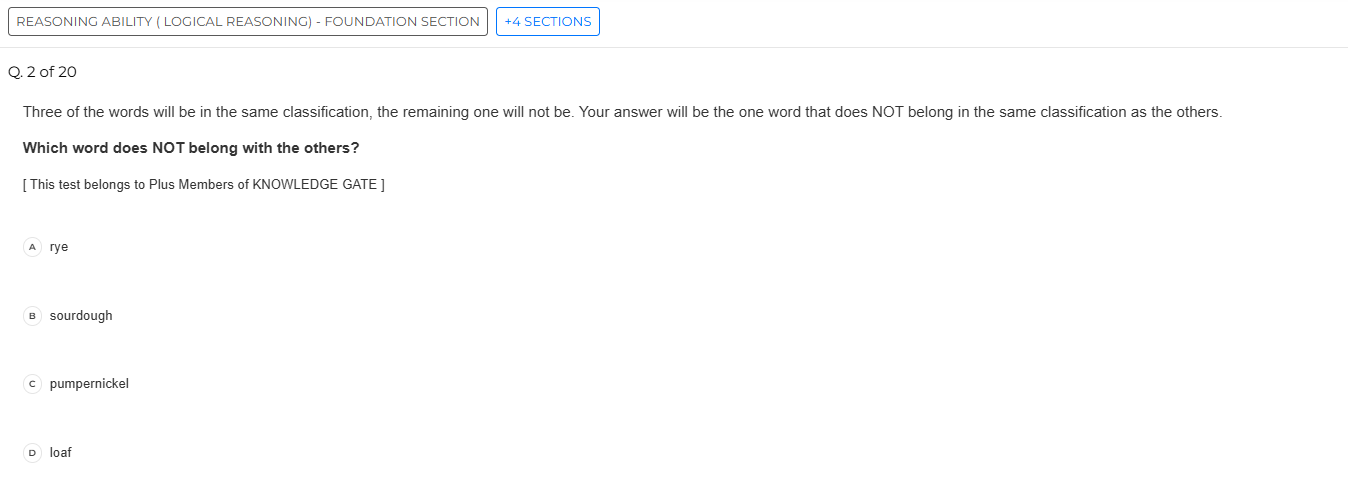 REASONING ABILITY ( LOGICAL REASONING) - FOUNDATION SECTION +4 SECTIONS
Q. 2 of 20
Three of the words will be in the same classification, the remaining one will not be. Your answer will be the one word that does NOT belong in the same classification as the others.
Which word does NOT belong with the others?
[ This test belongs to Plus Members of KNOWLEDGE GATE ]
A rye
B sourdough
C pumpernickel
D loaf